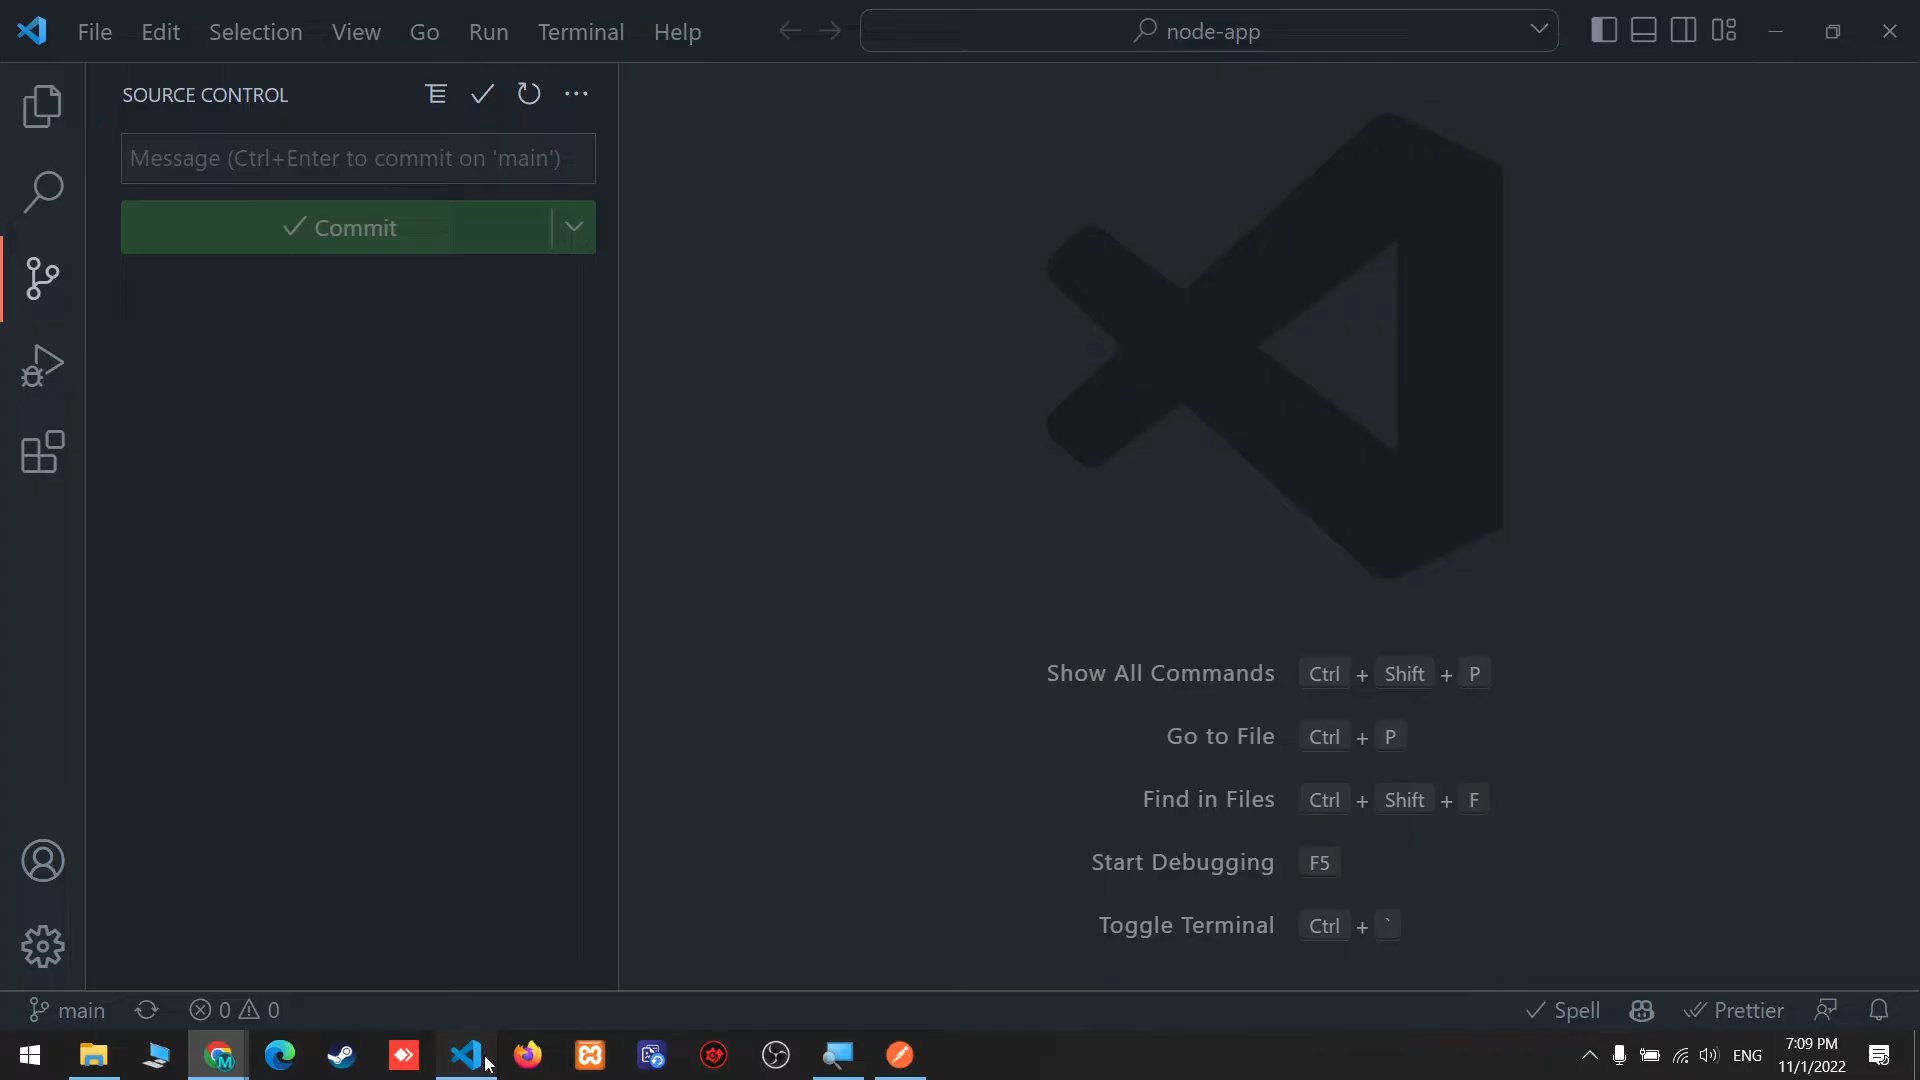 File Edit Selection View Go Run Terminal Help
node-app
SOURCE CONTROL
Message (Ctrl+Enter to commit on 'main')
Commit
Show All Commands Ctrl + Shift + P
Go to File Ctrl + P
Find in Files Ctrl + Shift + F
Start Debugging F5
Toggle Terminal Ctrl + `
main 0 0
Spell Prettier
ENG
7:09 PM
11/1/2022